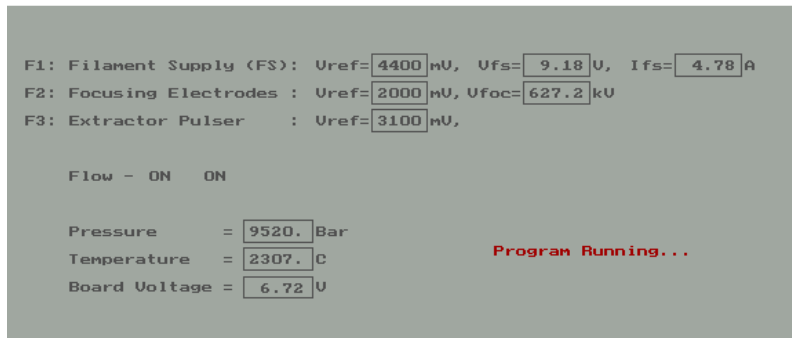 F1: Filament Supply (FS): Vref= 4400 mV, Vfs= 9.18 V, Ifs= 4.78 A
F2: Focusing Electrodes : Vref= 2000 mV, Vfoc= 627.2 kV
F3: Extractor Pulser : Vref= 3100 mV,
Flow - ON ON
Pressure = 9520. Bar
Program Running...
Temperature = 2307. C
Board Voltage = 6.72 V